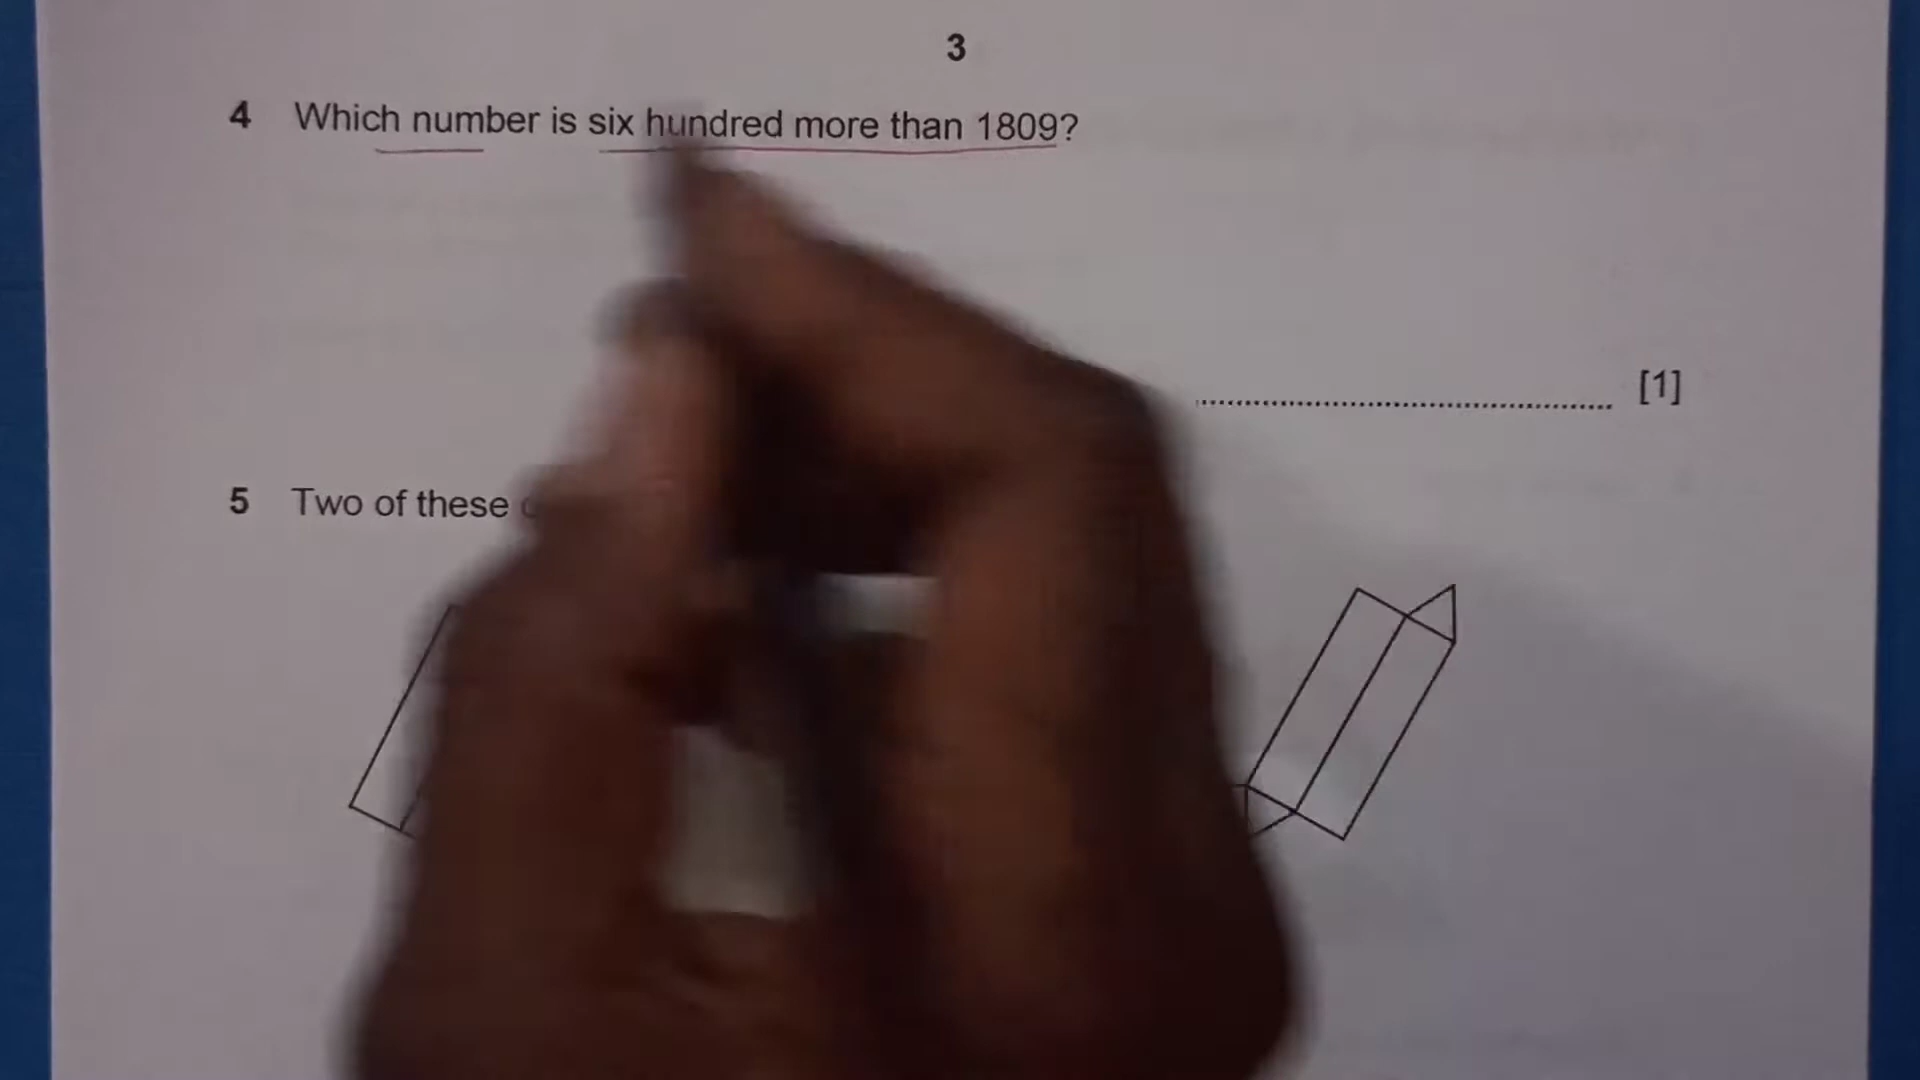 3
4 Which number is six hundred more than 1809?
[1]
5 Two of these